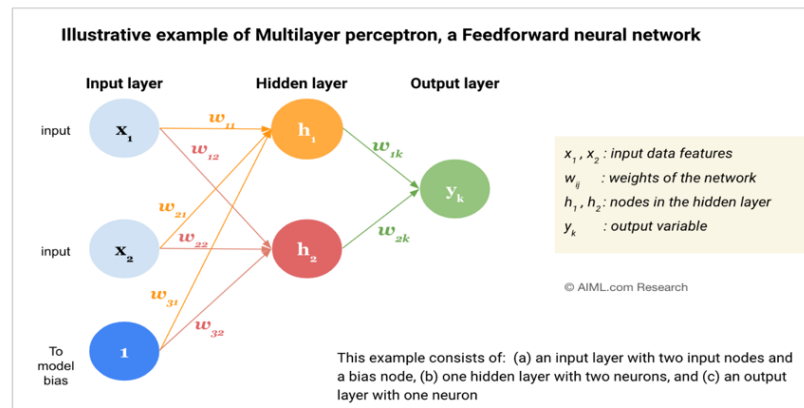 Illustrative example of Multilayer perceptron, a Feedforward neural network
Input layer
Hidden layer
Output layer
input
x₁
w₁₁
h₁
w₁₂
w₁ₖ
yₖ
w₂₁
input
x₂
w₂₂
h₂
w₂ₖ
w₃₁
w₃₂
To
model
bias
1
x₁ , x₂ : input data features
wᵢⱼ : weights of the network
h₁ , h₂ : nodes in the hidden layer
yₖ : output variable
© AIML.com Research
This example consists of: (a) an input layer with two input nodes and
a bias node, (b) one hidden layer with two neurons, and (c) an output
layer with one neuron